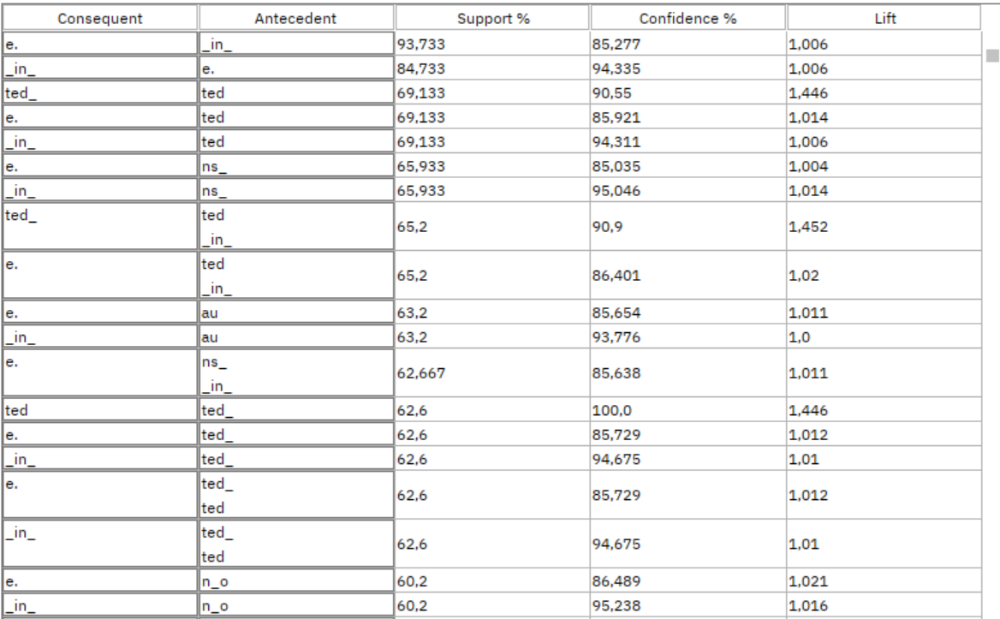 Consequent Antecedent Support % Confidence % Lift
e. _in_ 93,733 85,277 1,006
_in_ e. 84,733 94,335 1,006
ted_ ted 69,133 90,55 1,446
e. ted 69,133 85,921 1,014
_in_ ted 69,133 94,311 1,006
e. ns_ 65,933 85,035 1,004
_in_ ns_ 65,933 95,046 1,014
ted_ ted
_in_ 65,2 90,9 1,452
e. ted
_in_ 65,2 86,401 1,02
e. au 63,2 85,654 1,011
_in_ au 63,2 93,776 1,0
e. ns_
_in_ 62,667 85,638 1,011
ted ted_ 62,6 100,0 1,446
e. ted_ 62,6 85,729 1,012
_in_ ted_ 62,6 94,675 1,01
e. ted_
ted 62,6 85,729 1,012
_in_ ted_
ted 62,6 94,675 1,01
e. n_o 60,2 86,489 1,021
_in_ n_o 60,2 95,238 1,016